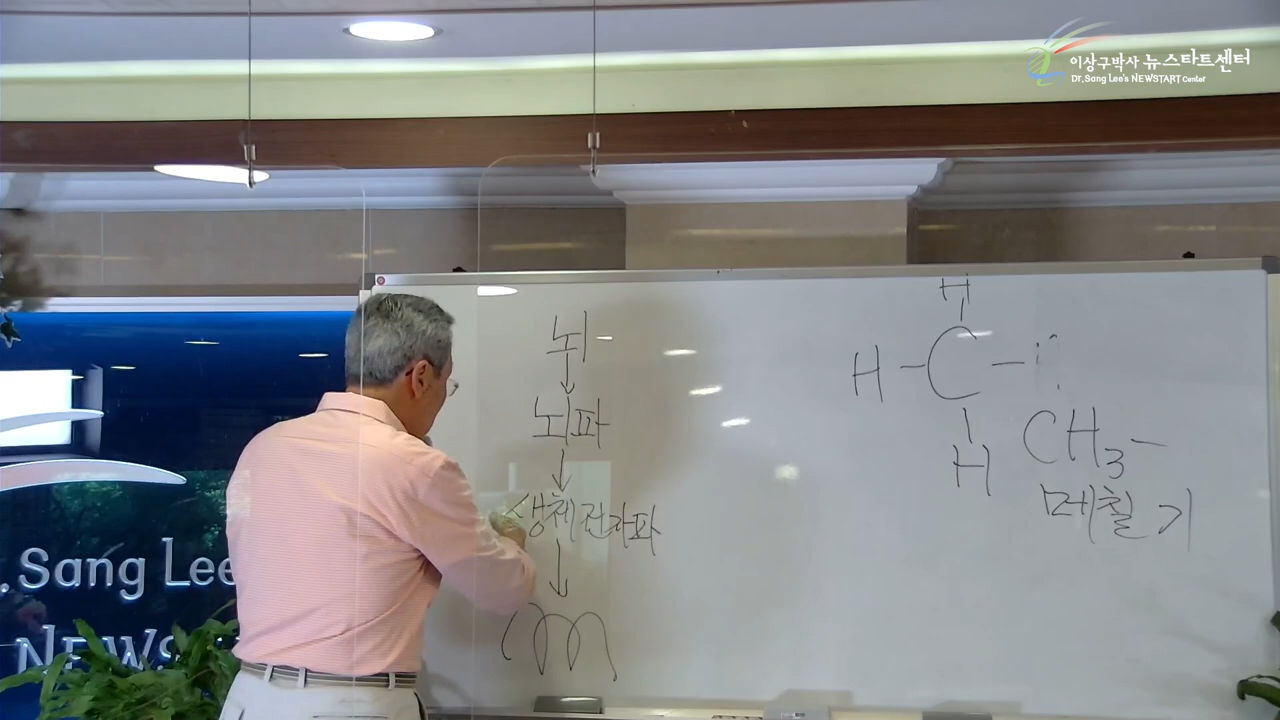 이상구박사 뉴스타트센터
Dr.Sang Lee's NEWSTART Center
뇌
↓
뇌파
↓
생체전자파
↓
H
H-C-
H
CH3-
메칠기
. Sang Lee
NEWS